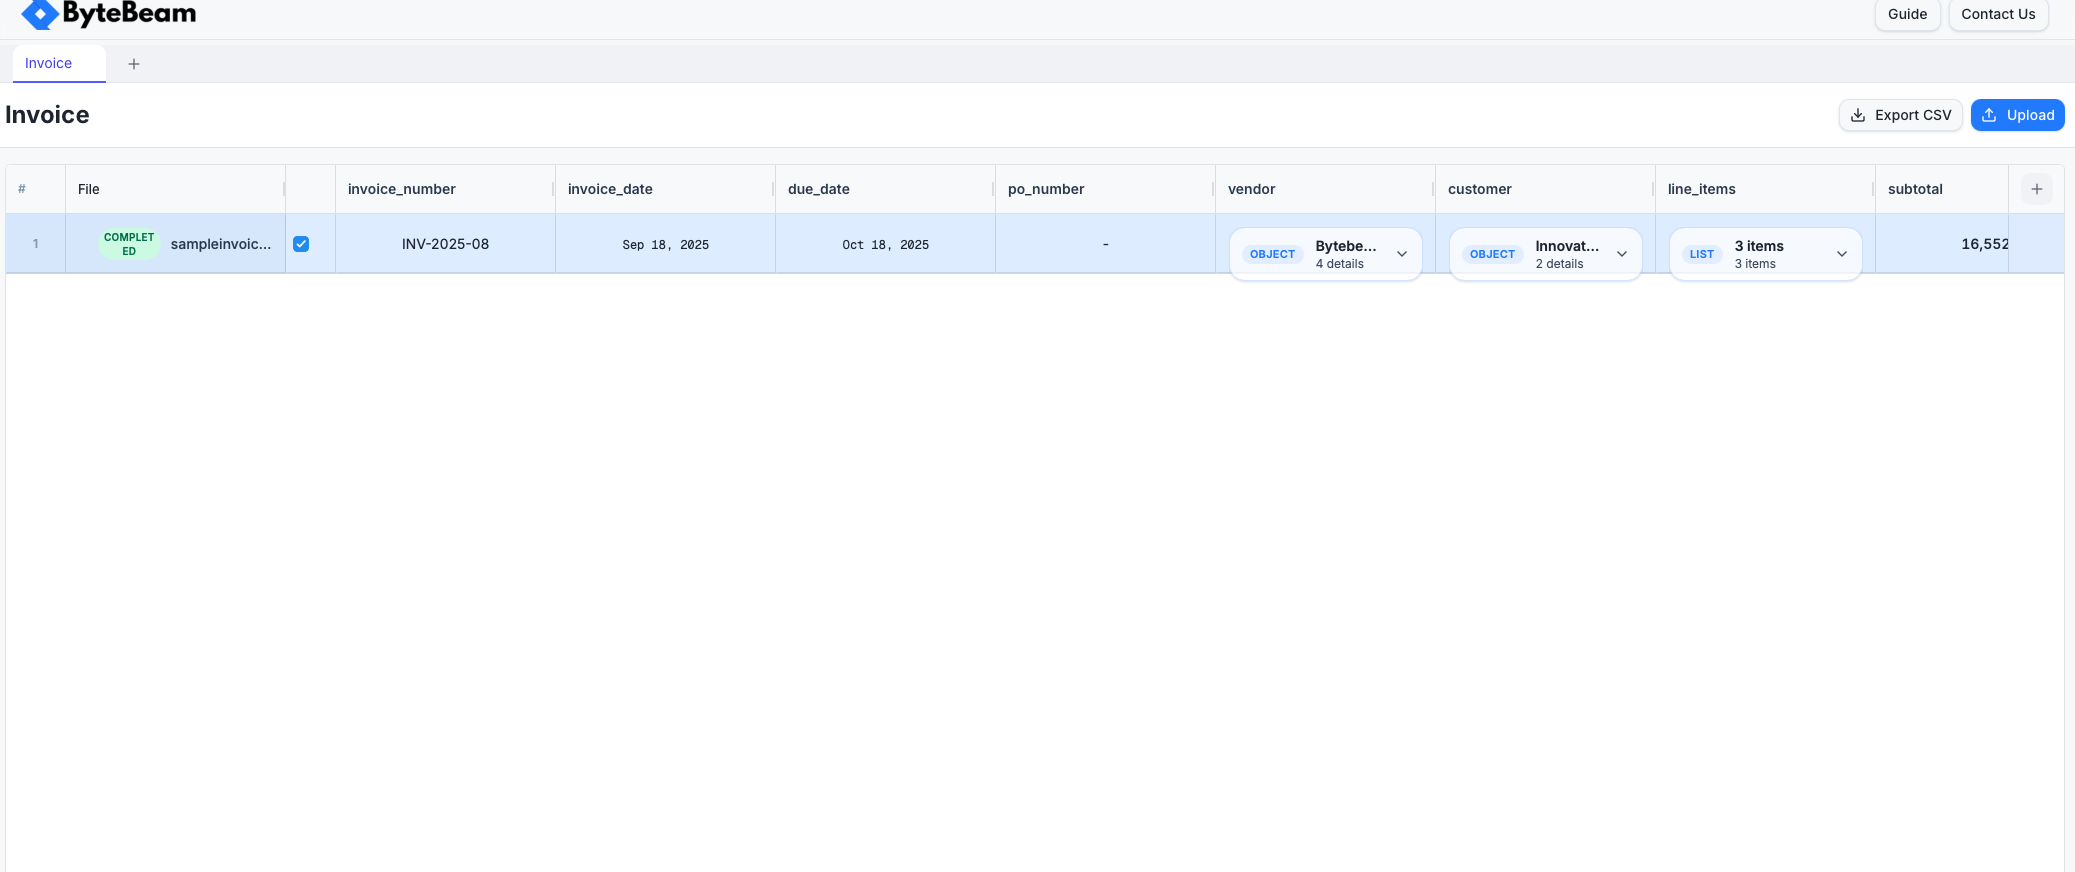 ByteBeam
Guide
Contact Us
Invoice
Invoice
Export CSV
Upload
# File invoice_number invoice_date due_date po_number vendor customer line_items subtotal
1
COMPLET
ED
sampleinvoic...
INV-2025-08
Sep 18, 2025
Oct 18, 2025
-
OBJECT
Bytebe...
4 details
OBJECT
Innovat...
2 details
LIST
3 items
3 items
16,552